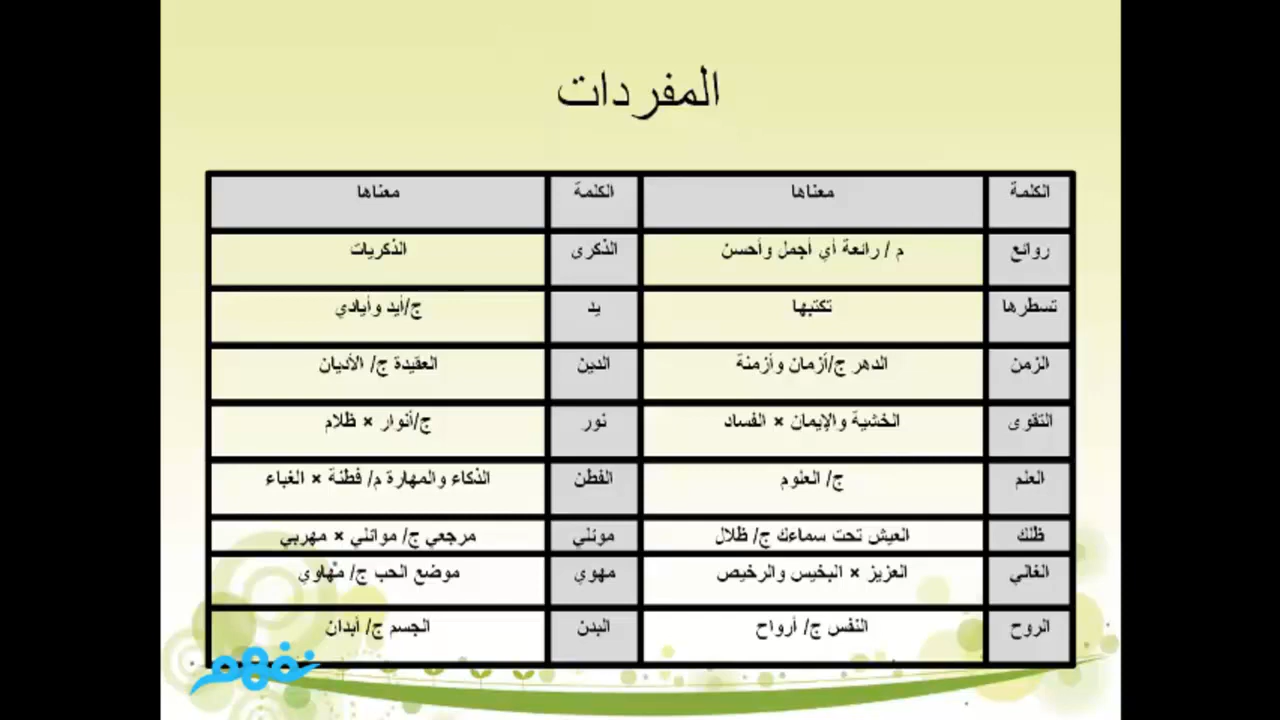 المفردات
الكلمة معناها الكلمة معناها
روائع م / رائعة أي أجمل وأحسن الذكرى الذكريات
تسطرها تكتبها يد ج/أيد وأيادي
الزمن الدهر ج/أزمان وأزمنة الدين العقيدة ج/ الأديان
التقوى الخشية والإيمان × الفساد نور ج/أنوار × ظلام
العلم ج/ العلوم الفطن الذكاء والمهارة م/ فطنة × الغباء
ظلك العيش تحت سماءك ج/ ظلال موئلي مرجعي ج/ موائلي × مهربي
الغالي العزيز × البخيس والرخيص مهوي موضع الحب ج/ مهاوي
الروح النفس ج/ أرواح البدن الجسم ج/ أبدان
نفهم